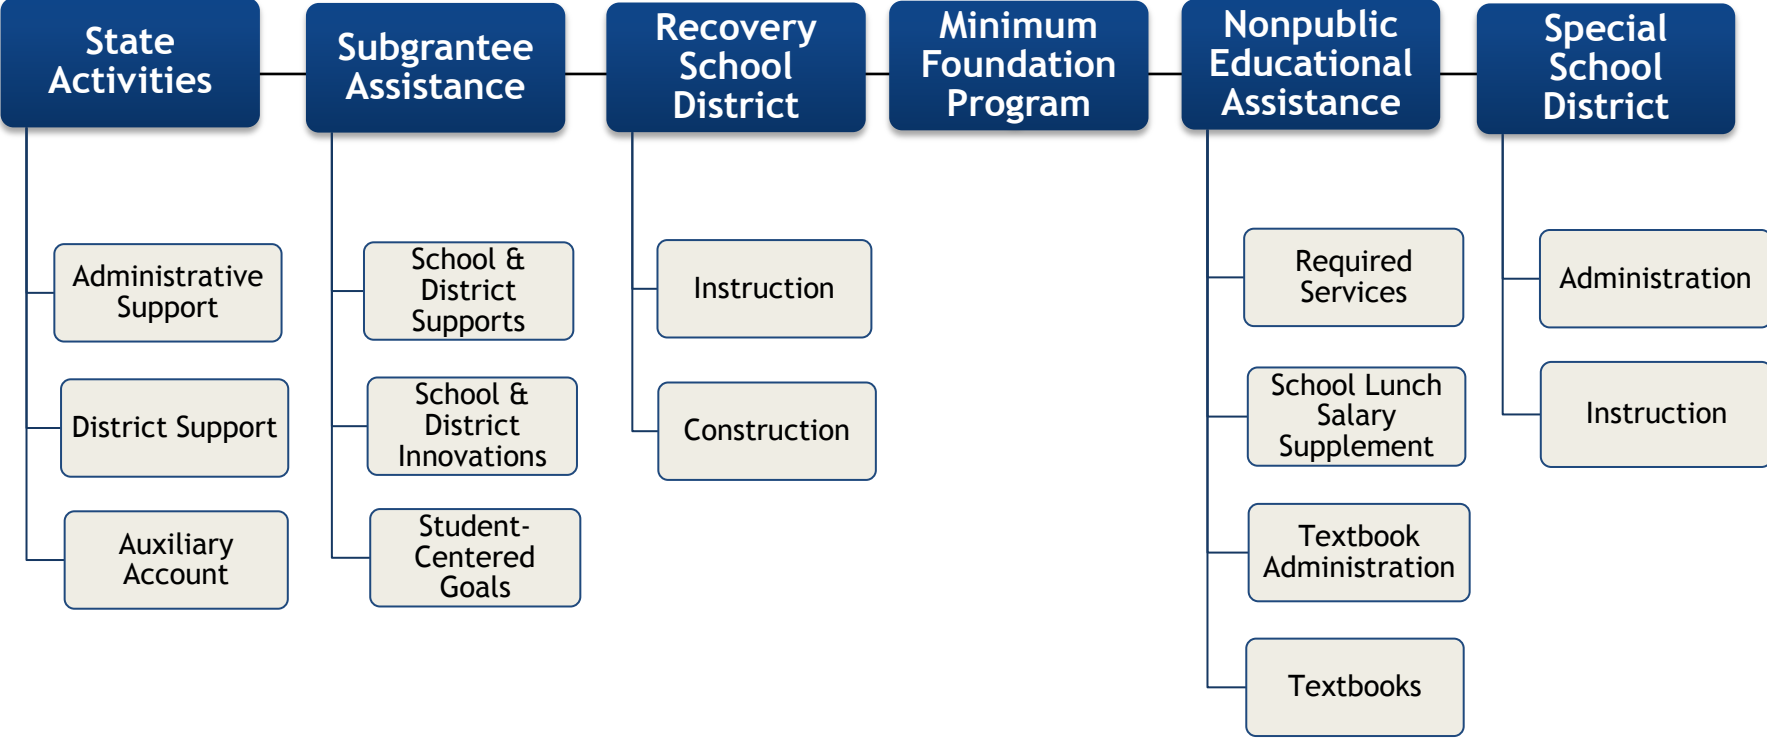 State
Activities
Subgrantee
Assistance
Recovery
School
District
Minimum
Foundation
Program
Nonpublic
Educational
Assistance
Special
School
District
Administrative
Support
District Support
Auxiliary
Account
School &
District
Supports
School &
District
Innovations
Student-
Centered
Goals
Instruction
Construction
Required
Services
School Lunch
Salary
Supplement
Textbook
Administration
Textbooks
Administration
Instruction